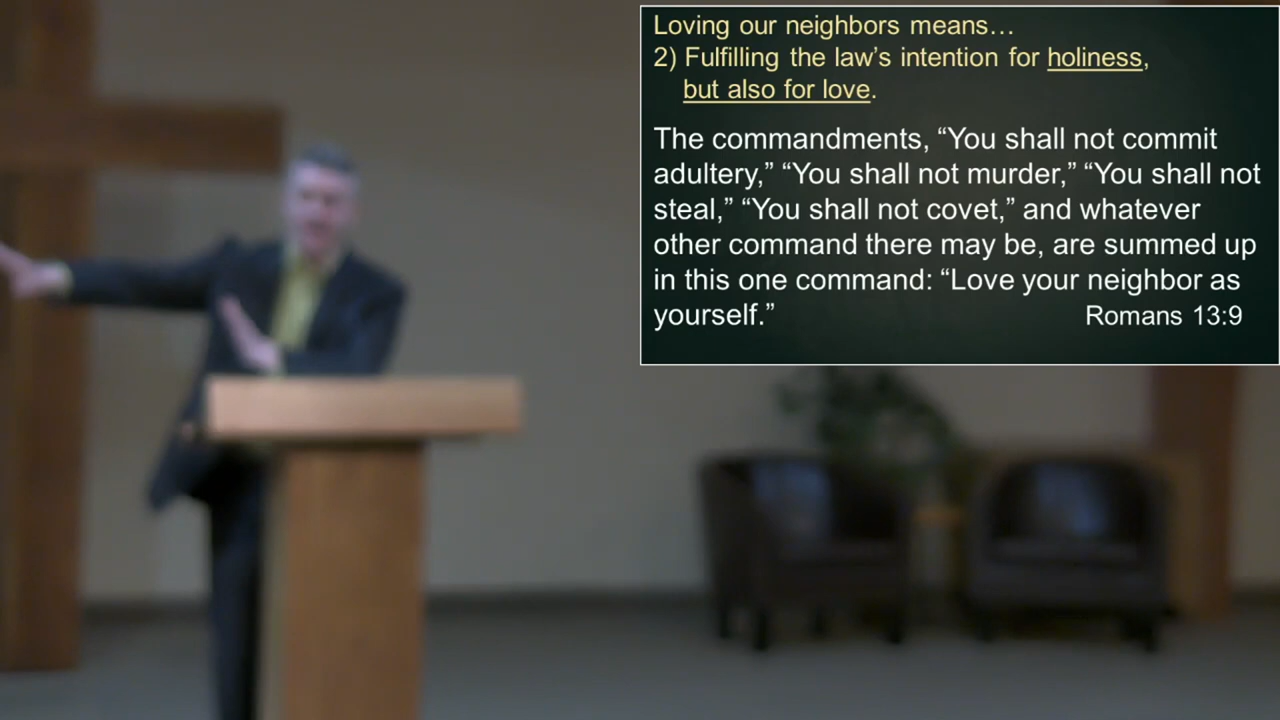 Loving our neighbors means…
2) Fulfilling the law’s intention for holiness,
but also for love.
The commandments, “You shall not commit
adultery,” “You shall not murder,” “You shall not
steal,” “You shall not covet,” and whatever
other command there may be, are summed up
in this one command: “Love your neighbor as
yourself.” Romans 13:9